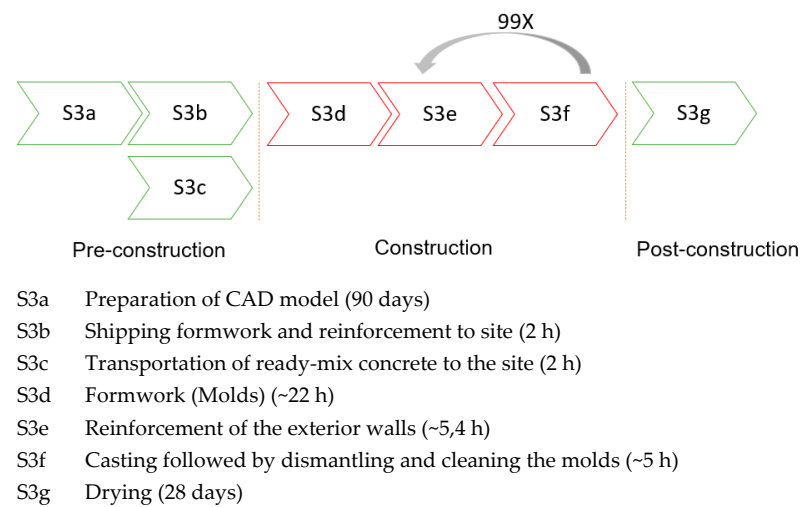 99X
S3a S3b S3d S3e S3f S3g
S3c
Pre-construction Construction Post-construction
S3a Preparation of CAD model (90 days)
S3b Shipping formwork and reinforcement to site (2 h)
S3c Transportation of ready-mix concrete to the site (2 h)
S3d Formwork (Molds) (~22 h)
S3e Reinforcement of the exterior walls (~5,4 h)
S3f Casting followed by dismantling and cleaning the molds (~5 h)
S3g Drying (28 days)